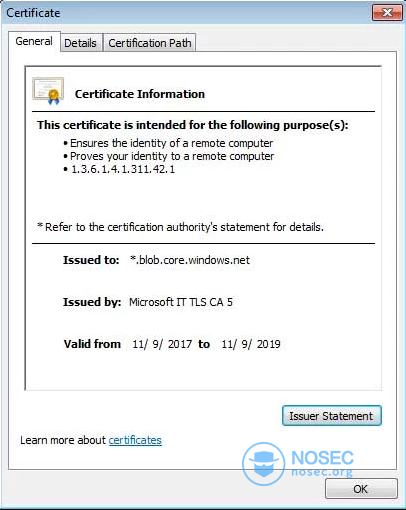 Certificate
General Details Certification Path
Certificate Information
This certificate is intended for the following purpose(s):
• Ensures the identity of a remote computer
• Proves your identity to a remote computer
• 1.3.6.1.4.1.311.42.1
* Refer to the certification authority's statement for details.
Issued to: *.blob.core.windows.net
Issued by: Microsoft IT TLS CA 5
Valid from 11/ 9/ 2017 to 11/ 9/ 2019
Issuer Statement
Learn more about certificates
NOSEC
nosec.org
OK